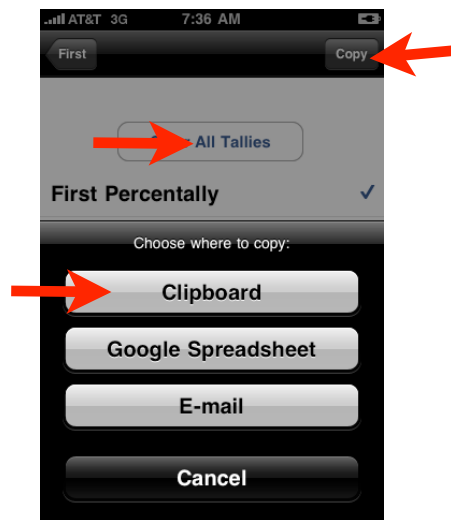 AT&T 3G 7:36 AM
First Copy
All Tallies
First Percentally
Choose where to copy:
Clipboard
Google Spreadsheet
E-mail
Cancel